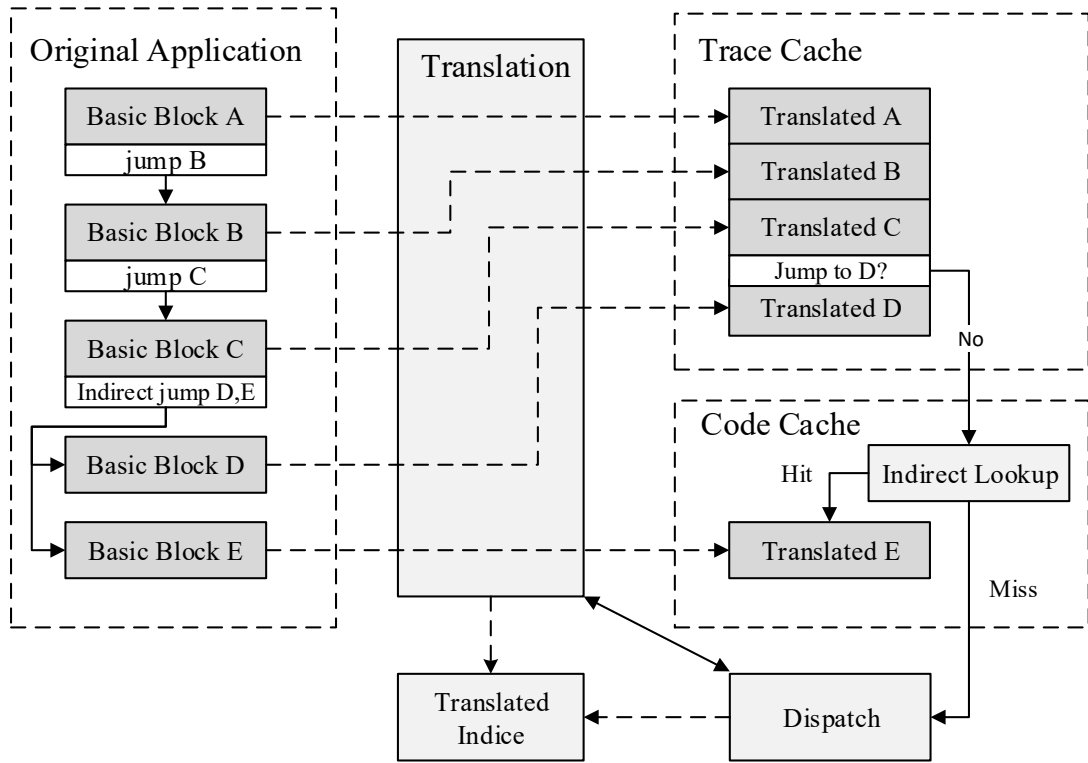 Original Application
Basic Block A
jump B
Basic Block B
jump C
Basic Block C
Indirect jump D,E
Basic Block D
Basic Block E
Translation
Trace Cache
Translated A
Translated B
Translated C
Jump to D?
Translated D
No
Code Cache
Indirect Lookup
Hit
Translated E
Miss
Translated
Indice
Dispatch